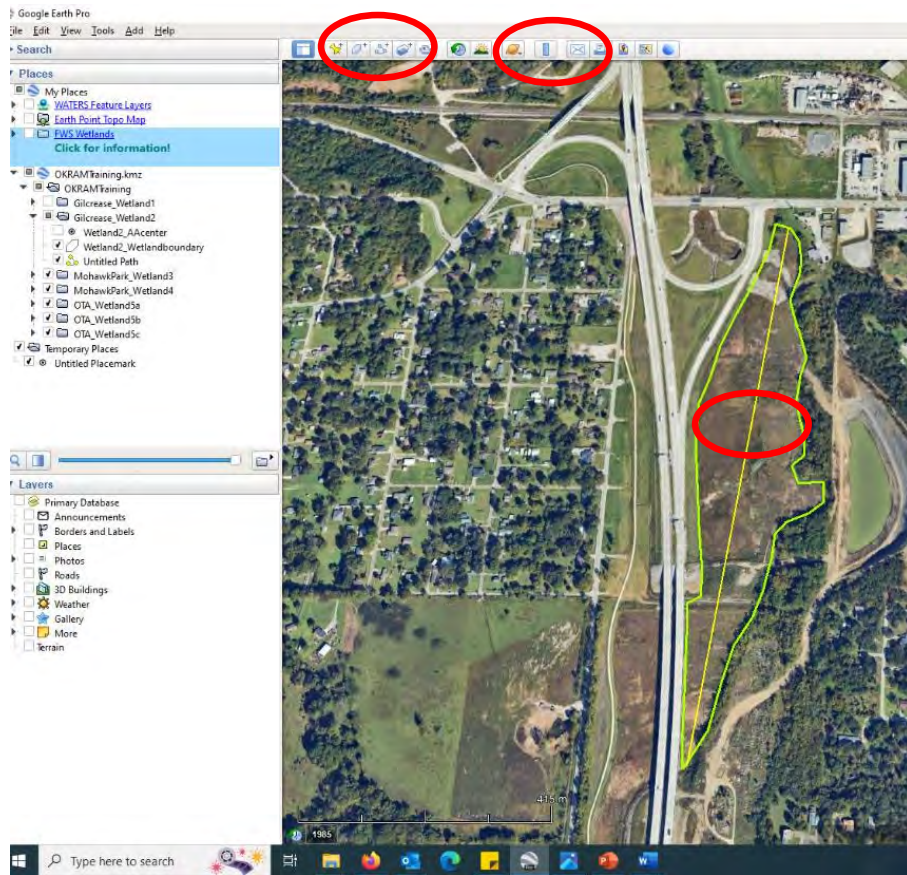 Google Earth Pro
File Edit View Tools Add Help
Search
Places
My Places
WATERS Feature Layers
Earth Point Topo Map
FWS Wetlands
Click for information!
OKRAMTraining.kmz
OKRAMTraining
Gilcrease_Wetland1
Gilcrease_Wetland2
Wetland2_AAcenter
Wetland2_Wetlandboundary
Untitled Path
MohawkPark_Wetland3
MohawkPark_Wetland4
OTA_Wetland5a
OTA_Wetland5b
OTA_Wetland5c
Temporary Places
Untitled Placemark
Layers
Primary Database
Announcements
Borders and Labels
Places
Photos
Roads
3D Buildings
Weather
Gallery
More
Terrain
415 m
1985
Type here to search